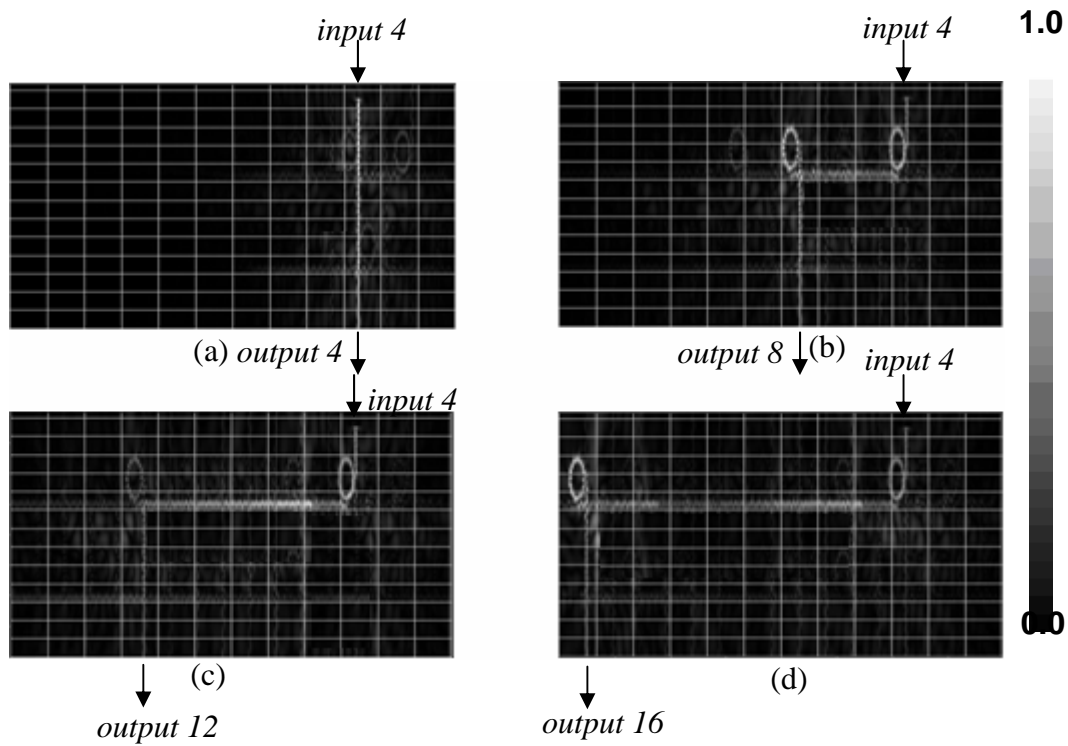 input 4
input 4
1.0
(a) output 4
output 8 (b)
input 4
input 4
0.0
(c)
(d)
output 12
output 16